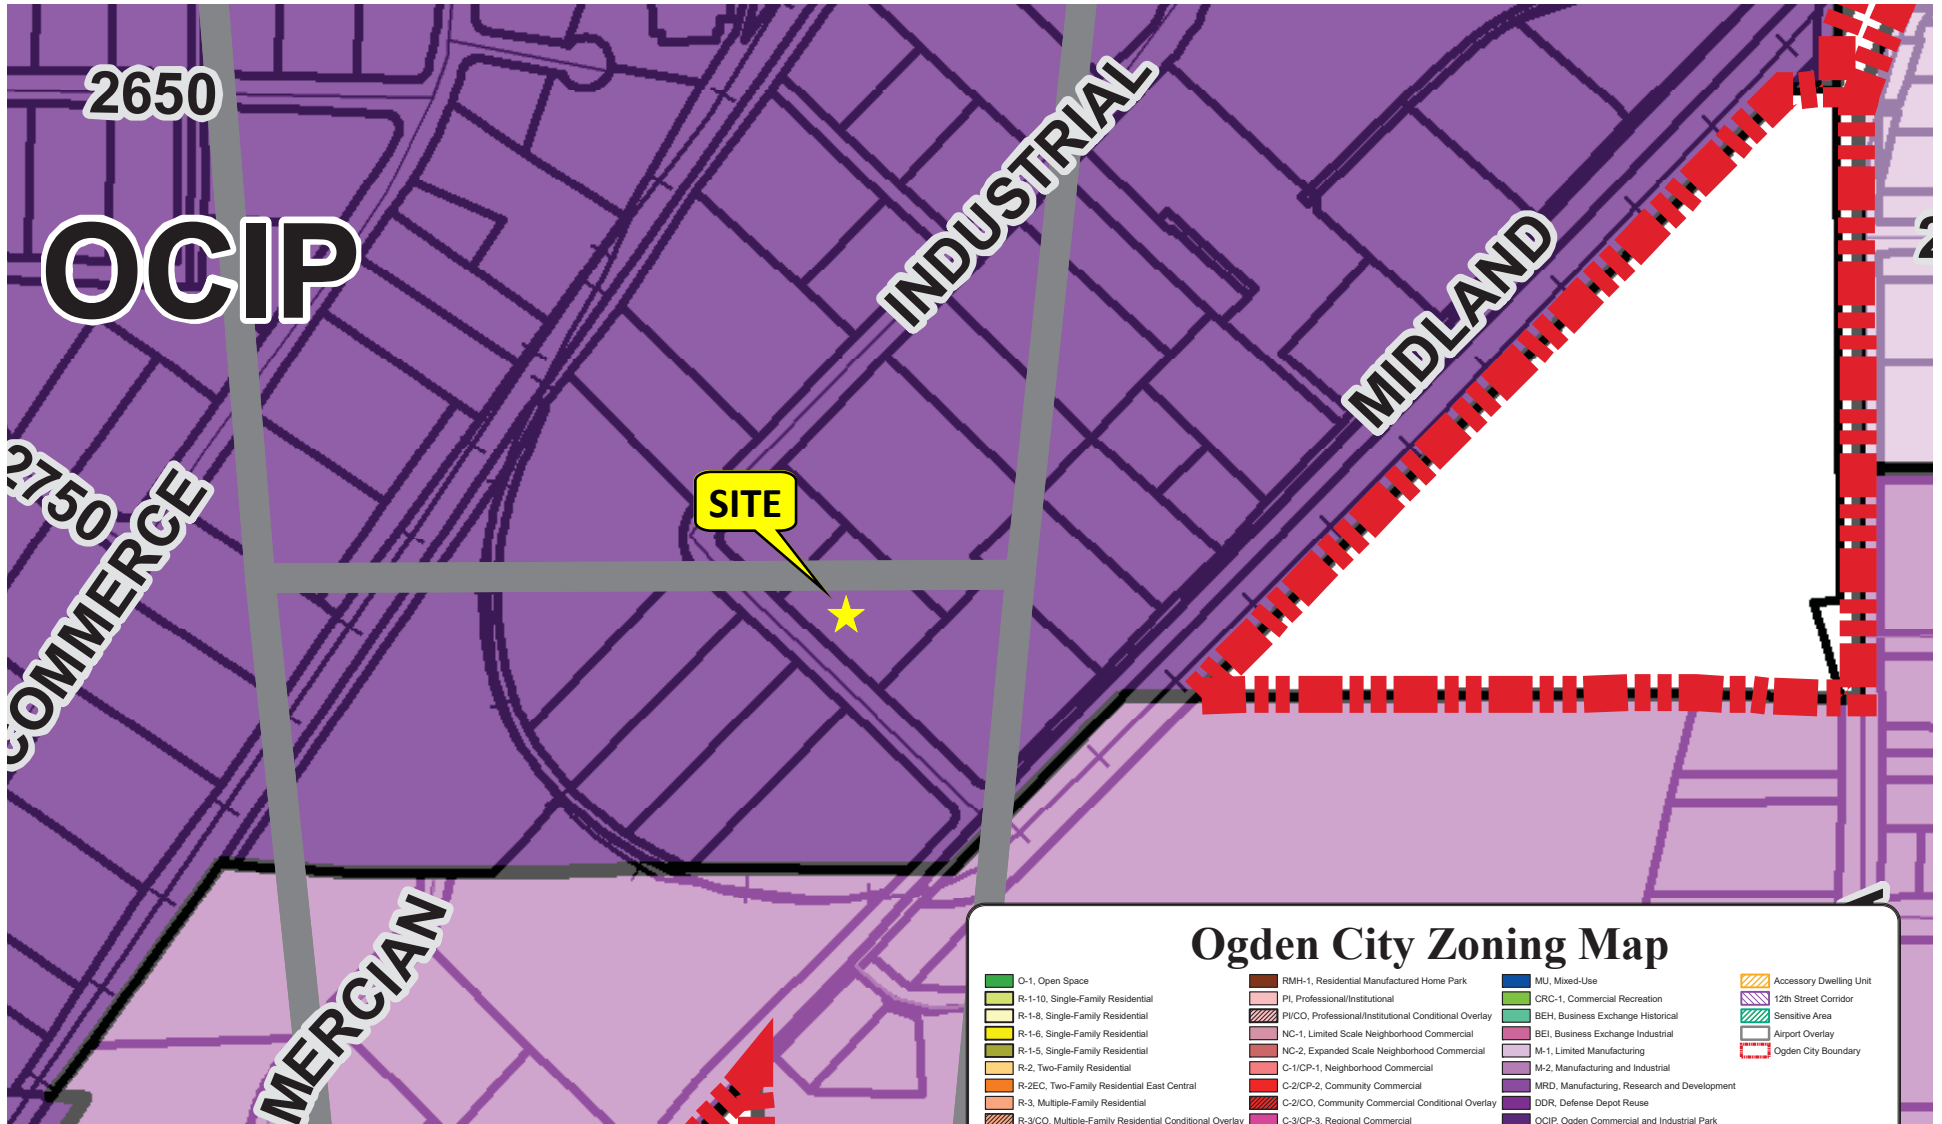 2650
OCIP
INDUSTRIAL
MIDLAND
2750
COMMERCE
SITE
MERCIAN
Ogden City Zoning Map
O-1, Open Space
R-1-10, Single-Family Residential
R-1-8, Single-Family Residential
R-1-6, Single-Family Residential
R-1-5, Single-Family Residential
R-2, Two-Family Residential
R-2EC, Two-Family Residential East Central
R-3, Multiple-Family Residential
R-3/CO, Multiple-Family Residential Conditional Overlay
RMH-1, Residential Manufactured Home Park
PI, Professional/Institutional
PI/CO, Professional/Institutional Conditional Overlay
NC-1, Limited Scale Neighborhood Commercial
NC-2, Expanded Scale Neighborhood Commercial
C-1/CP-1, Neighborhood Commercial
C-2/CP-2, Community Commercial
C-2/CO, Community Commercial Conditional Overlay
C-3/CP-3, Regional Commercial
MU, Mixed-Use
CRC-1, Commercial Recreation
BEH, Business Exchange Historical
BEI, Business Exchange Industrial
M-1, Limited Manufacturing
M-2, Manufacturing and Industrial
MRD, Manufacturing, Research and Development
DDR, Defense Depot Reuse
OCIP, Ogden Commercial and Industrial Park
Accessory Dwelling Unit
12th Street Corridor
Sensitive Area
Airport Overlay
Ogden City Boundary